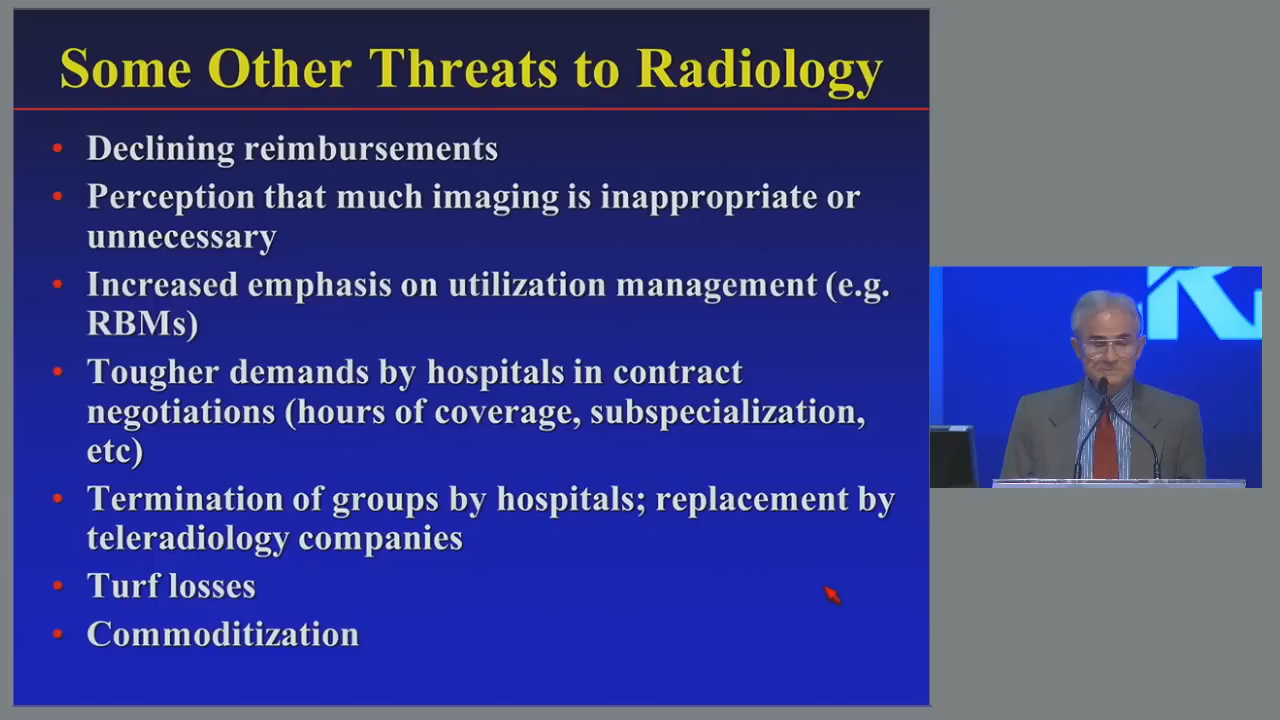 Some Other Threats to Radiology
• Declining reimbursements
• Perception that much imaging is inappropriate or
unnecessary
• Increased emphasis on utilization management (e.g.
RBMs)
• Tougher demands by hospitals in contract
negotiations (hours of coverage, subspecialization,
etc)
• Termination of groups by hospitals; replacement by
teleradiology companies
• Turf losses
• Commoditization